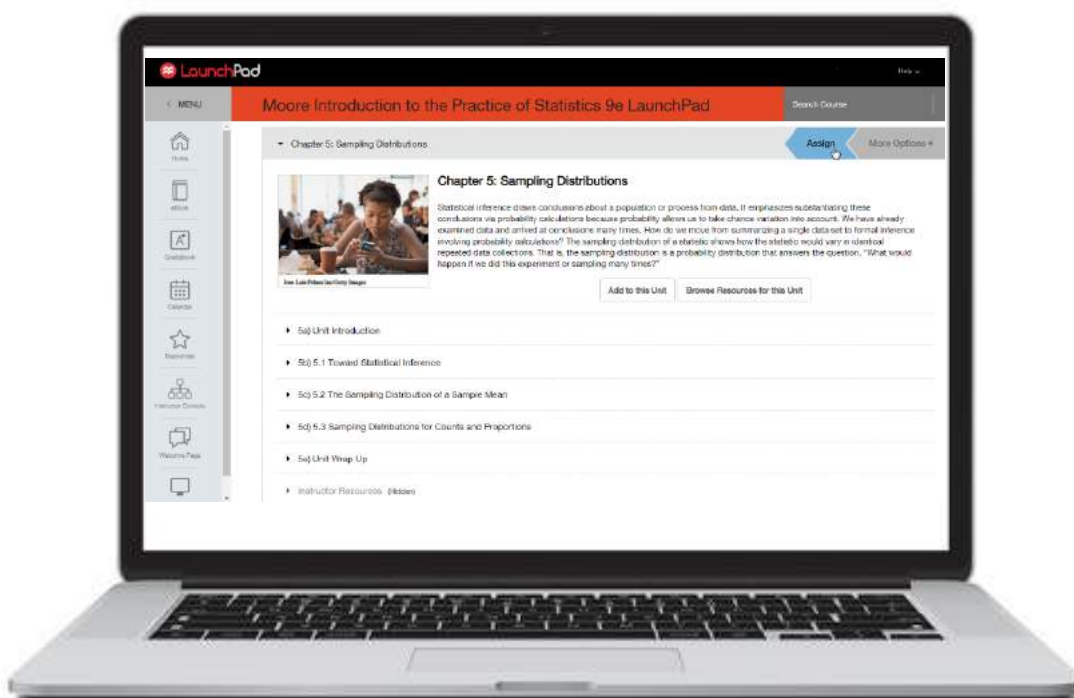 LaunchPad
Help
< MENU
Moore Introduction to the Practice of Statistics 9e LaunchPad
Search Course
Home
Chapter 5: Sampling Distributions
Assign
More Options +
eBook
Chapter 5: Sampling Distributions
Statistical inference draws conclusions about a population or process from data. It emphasizes substantiating these
conclusions via probability calculations because probability allows us to take chance variation into account. We have already
examined data and arrived at conclusions many times. How do we move from summarizing a single data set to formal inference
involving probability calculations? The sampling distribution of a statistic shows how the statistic would vary in identical
repeated data collections. That is, the sampling distribution is a probability distribution that answers the question, "What would
happen if we did this experiment or sampling many times?"
Gradebook
Jose Luis Pelaez Inc/Getty Images
Add to this Unit
Browse Resources for this Unit
Calendar
5a) Unit Introduction
Resources
5b) 5.1 Toward Statistical Inference
5c) 5.2 The Sampling Distribution of a Sample Mean
Instructor Console
5d) 5.3 Sampling Distributions for Counts and Proportions
Welcome Page
5e) Unit Wrap Up
Instructor Resources (Hidden)